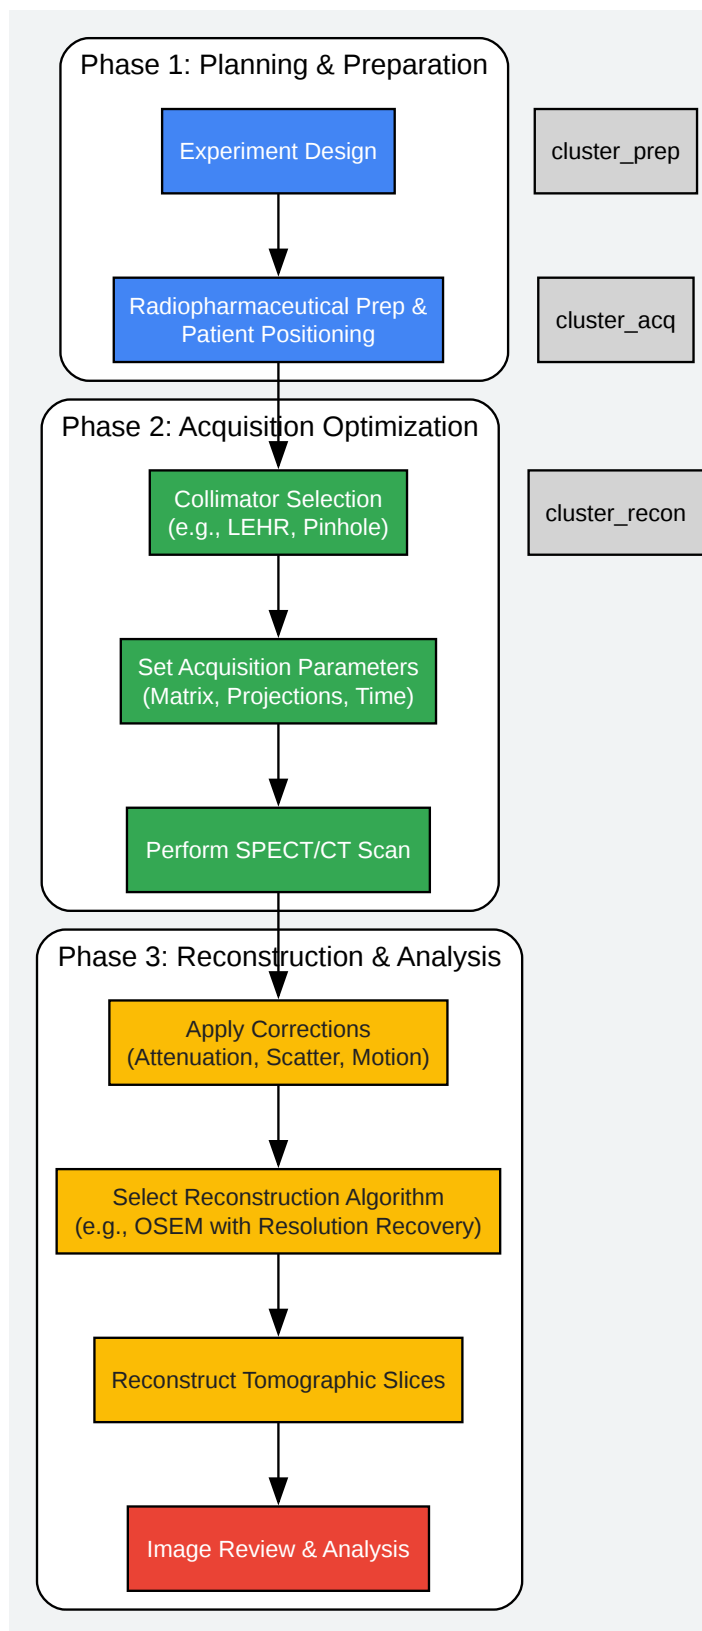 Phase 1: Planning & Preparation
Experiment Design
cluster_prep
Radiopharmaceutical Prep &
Patient Positioning
cluster_acq
Phase 2: Acquisition Optimization
Collimator Selection
(e.g., LEHR, Pinhole)
cluster_recon
Set Acquisition Parameters
(Matrix, Projections, Time)
Perform SPECT/CT Scan
Phase 3: Reconstruction & Analysis
Apply Corrections
(Attenuation, Scatter, Motion)
Select Reconstruction Algorithm
(e.g., OSEM with Resolution Recovery)
Reconstruct Tomographic Slices
Image Review & Analysis